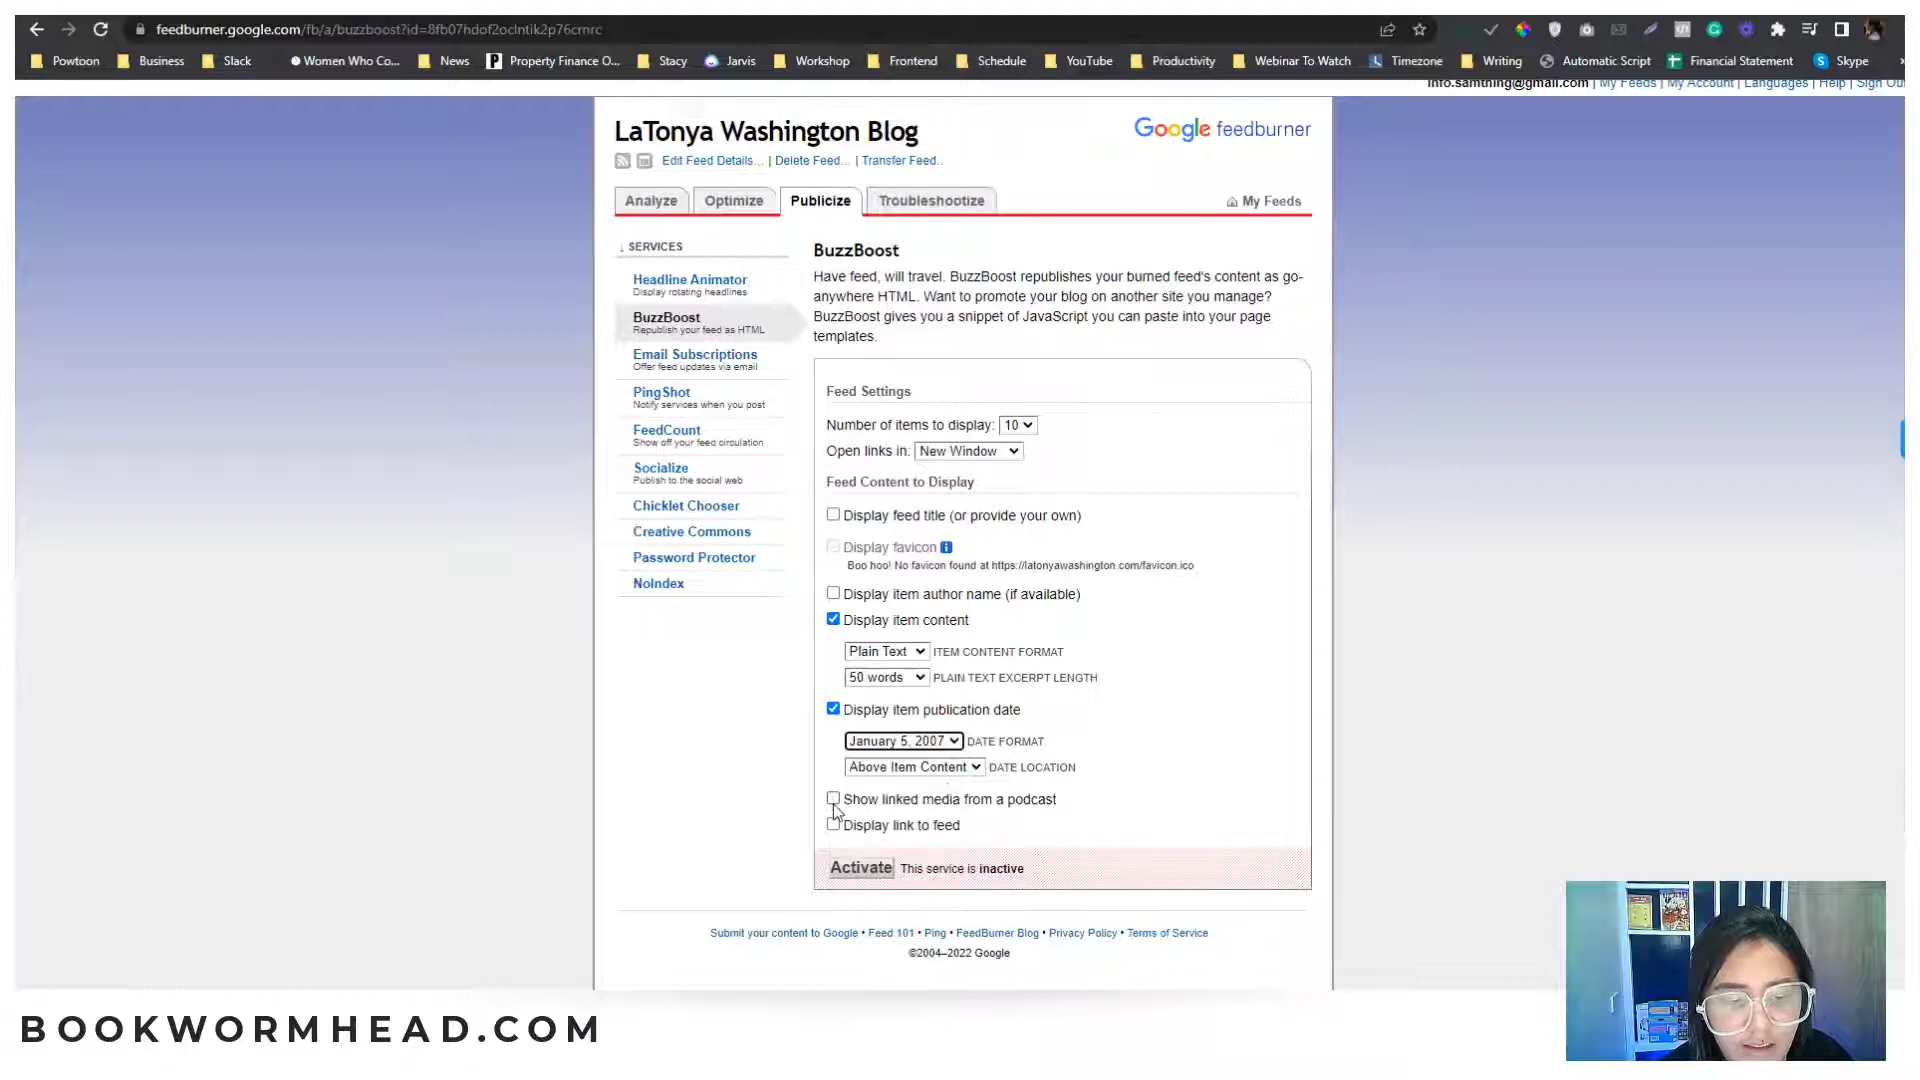 feedburner.google.com/fb/a/buzzboost?id=8fb07hdof2oclntik2p76cmrc
Powtoon Business Slack Women Who Co... News Property Finance O... Stacy Jarvis Workshop Frontend Schedule YouTube Productivity Webinar To Watch Timezone Writing Automatic Script Financial Statement Skype
info.samthing@gmail.com | My Feeds | My Account | Languages | Help | Sign Ou
LaTonya Washington Blog
Google feedburner
Edit Feed Details... | Delete Feed... | Transfer Feed..
Analyze Optimize Publicize Troubleshootize My Feeds
↓ SERVICES
Headline Animator
Display rotating headlines
BuzzBoost
Republish your feed as HTML
Email Subscriptions
Offer feed updates via email
PingShot
Notify services when you post
FeedCount
Show off your feed circulation
Socialize
Publish to the social web
Chicklet Chooser
Creative Commons
Password Protector
NoIndex
BuzzBoost
Have feed, will travel. BuzzBoost republishes your burned feed's content as go-
anywhere HTML. Want to promote your blog on another site you manage?
BuzzBoost gives you a snippet of JavaScript you can paste into your page
templates.
Feed Settings
Number of items to display: 10
Open links in: New Window
Feed Content to Display
Display feed title (or provide your own)
Display favicon
Boo hoo! No favicon found at https://latonyawashington.com/favicon.ico
Display item author name (if available)
Display item content
Plain Text ITEM CONTENT FORMAT
50 words PLAIN TEXT EXCERPT LENGTH
Display item publication date
January 5, 2007 DATE FORMAT
Above Item Content DATE LOCATION
Show linked media from a podcast
Display link to feed
Activate This service is inactive
Submit your content to Google • Feed 101 • Ping • FeedBurner Blog • Privacy Policy • Terms of Service
©2004–2022 Google
BOOKWORMHEAD.COM